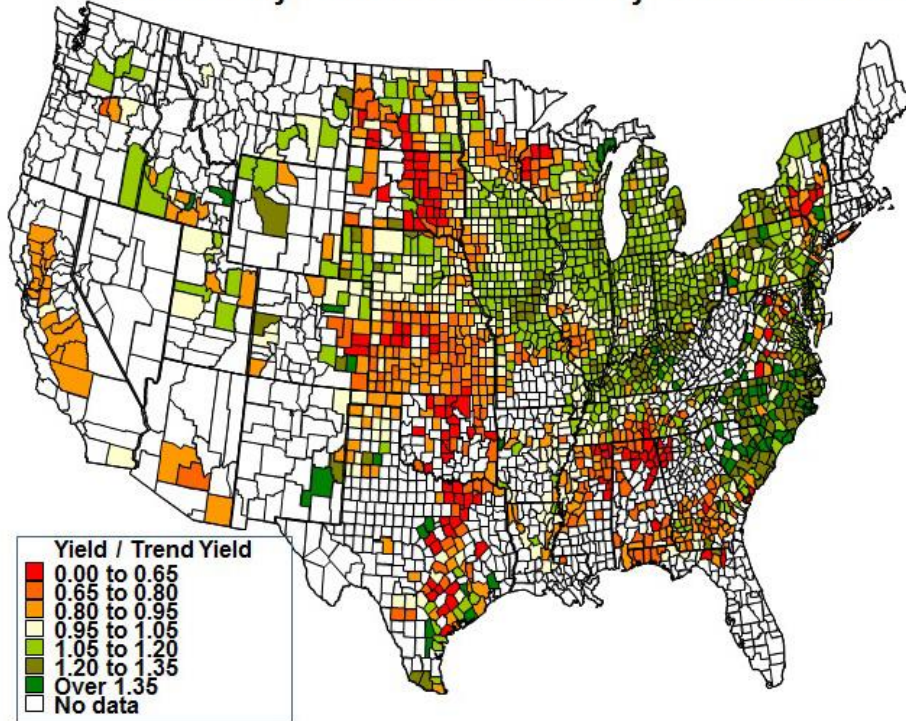 Yield / Trend Yield
0.00 to 0.65
0.65 to 0.80
0.80 to 0.95
0.95 to 1.05
1.05 to 1.20
1.20 to 1.35
Over 1.35
No data